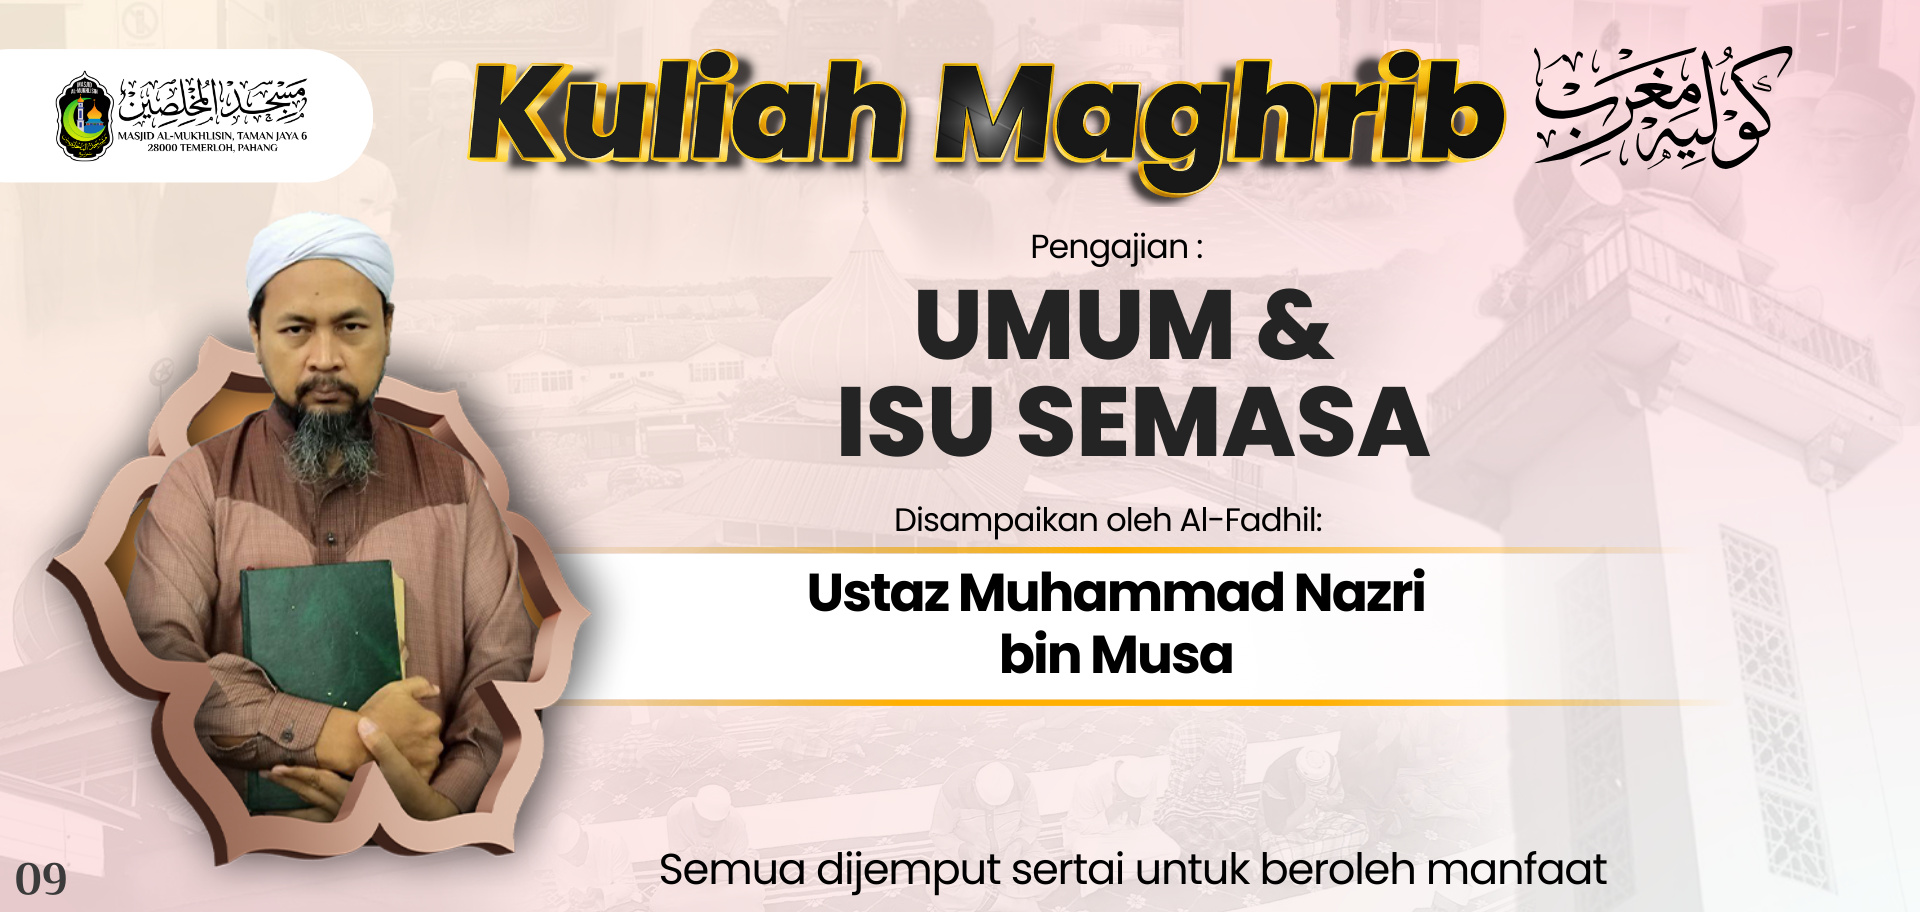 مسجد المخلصين
MASJID AL-MUKHLISIN, TAMAN JAYA 6
28000 TEMERLOH, PAHANG
Kuliah Maghrib
كولية مغرب
Pengajian :
UMUM &
ISU SEMASA
Disampaikan oleh Al-Fadhil:
Ustaz Muhammad Nazri
bin Musa
Semua dijemput sertai untuk beroleh manfaat
09